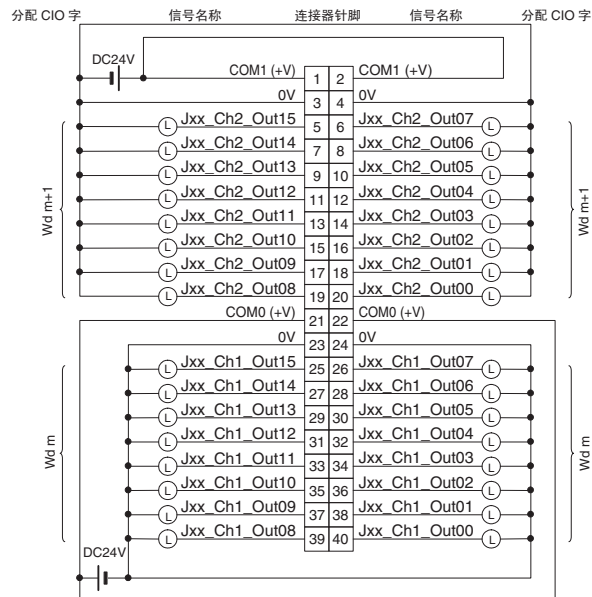 分配 CIO 字 信号名称 连接器针脚 信号名称 分配 CIO 字
DC24V
COM1 (+V) 1 2 COM1 (+V)
0V 3 4 0V
Jxx_Ch2_Out15 5 6 Jxx_Ch2_Out07
Jxx_Ch2_Out14 7 8 Jxx_Ch2_Out06
Jxx_Ch2_Out13 9 10 Jxx_Ch2_Out05
Jxx_Ch2_Out12 11 12 Jxx_Ch2_Out04
Jxx_Ch2_Out11 13 14 Jxx_Ch2_Out03
Jxx_Ch2_Out10 15 16 Jxx_Ch2_Out02
Jxx_Ch2_Out09 17 18 Jxx_Ch2_Out01
Jxx_Ch2_Out08 19 20 Jxx_Ch2_Out00
L L
L L
L L
L L
L L
L L
L L
L L
Wd m+1 Wd m+1
COM0 (+V) 21 22 COM0 (+V)
0V 23 24 0V
Jxx_Ch1_Out15 25 26 Jxx_Ch1_Out07
Jxx_Ch1_Out14 27 28 Jxx_Ch1_Out06
Jxx_Ch1_Out13 29 30 Jxx_Ch1_Out05
Jxx_Ch1_Out12 31 32 Jxx_Ch1_Out04
Jxx_Ch1_Out11 33 34 Jxx_Ch1_Out03
Jxx_Ch1_Out10 35 36 Jxx_Ch1_Out02
Jxx_Ch1_Out09 37 38 Jxx_Ch1_Out01
Jxx_Ch1_Out08 39 40 Jxx_Ch1_Out00
L L
L L
L L
L L
L L
L L
L L
L L
Wd m Wd m
DC24V